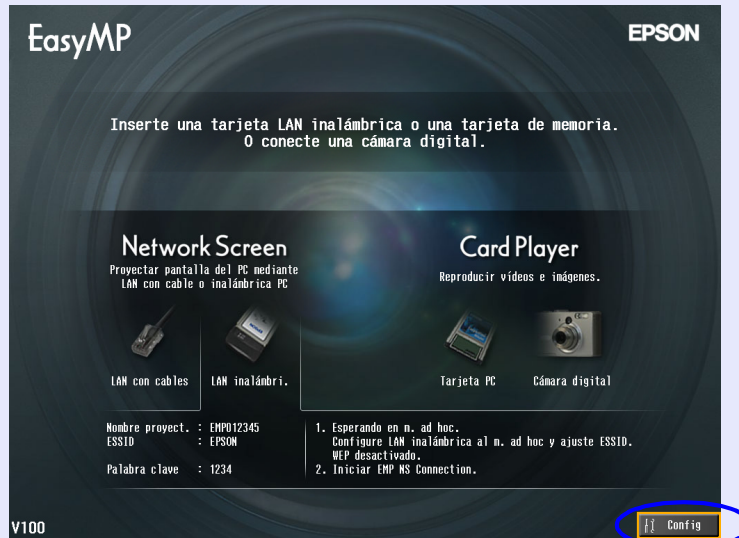 EasyMP
EPSON
Inserte una tarjeta LAN inalámbrica o una tarjeta de memoria.
O conecte una cámara digital.
Network Screen
Proyectar pantalla del PC mediante
LAN con cable o inalámbrica PC
LAN con cables
LAN inalámbri.
Card Player
Reproducir vídeos e imágenes.
Tarjeta PC
Cámara digital
Nombre proyect. : EMP012345
ESSID : EPSON
Palabra clave : 1234
1. Esperando en m. ad hoc.
Configure LAN inalámbrica al m. ad hoc y ajuste ESSID.
WEP desactivado.
2. Iniciar EMP NS Connection.
V100
Config